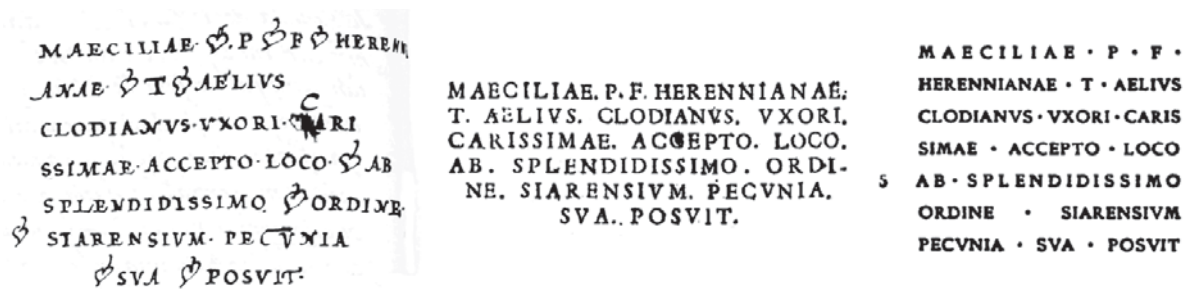 MAECILIAE· ❦.P ❦ F ❦ HERENN
ANAE· ❦ T ❦ AELIVS
CLODIANVS·VXORI·CARI
SSIMAE·ACCEPTO·LOCO·❦ AB
SPLENDIDISSIMO ❦ ORDINE·
❦ SIARENSIVM· PECVNIA
❦ SVA ❦ POSVIT·
MAECILIAE. P. F. HERENNIANAE.
T. AELIVS. CLODIANVS. VXORI.
CARISSIMAE. ACCEPTO. LOCO.
AB. SPLENDIDISSIMO. ORDI-
NE. SIARENSIVM. PECVNIA.
SVA. POSVIT.
MAECILIAE · P · F ·
HERENNIANAE · T · AELIVS
CLODIANVS · VXORI · CARIS
SIMAE · ACCEPTO · LOCO
5 AB · SPLENDIDISSIMO
ORDINE · SIARENSIVM
PECVNIA · SVA · POSVIT